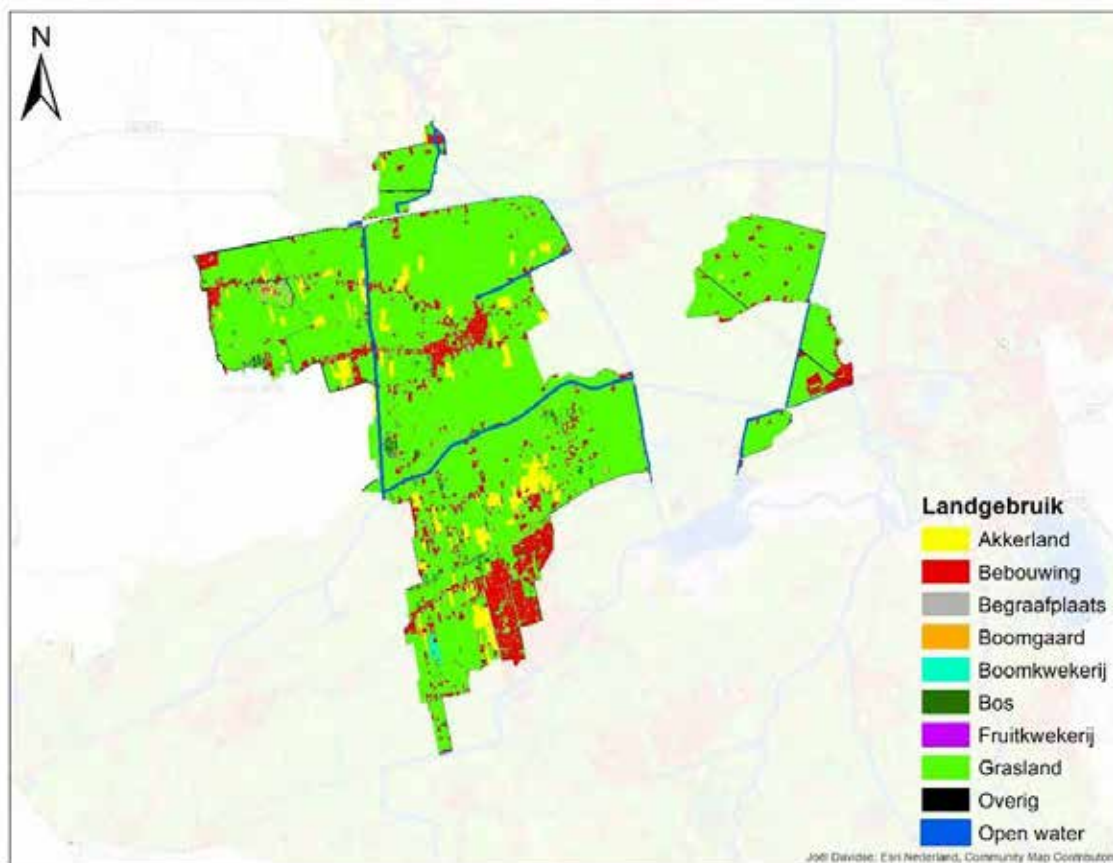 N
Landgebruik
Akkerland
Bebouwing
Begraafplaats
Boomgaard
Boomkwekerij
Bos
Fruitkwekerij
Grasland
Overig
Open water
Joël Davidse; Esri Nederland, Community Map Contributors